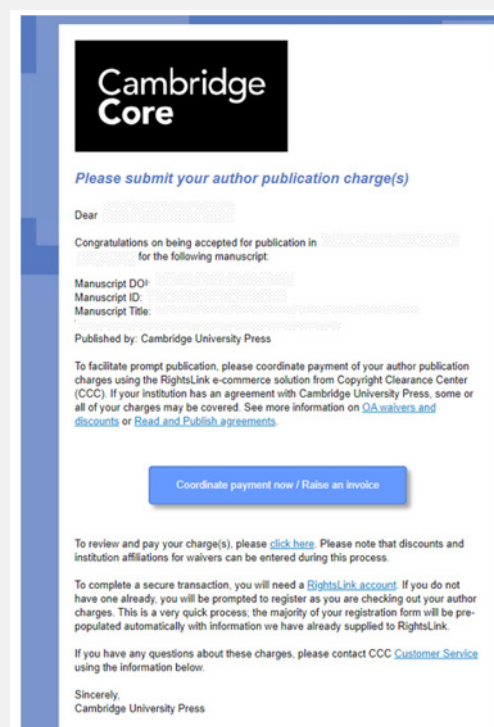 Cambridge
Core
Please submit your author publication charge(s)
Dear
Congratulations on being accepted for publication in
for the following manuscript:
Manuscript DOI:
Manuscript ID:
Manuscript Title:
Published by: Cambridge University Press
To facilitate prompt publication, please coordinate payment of your author publication
charges using the RightsLink e-commerce solution from Copyright Clearance Center
(CCC). If your institution has an agreement with Cambridge University Press, some or
all of your charges may be covered. See more information on OA waivers and
discounts or Read and Publish agreements.
Coordinate payment now / Raise an invoice
To review and pay your charge(s), please click here. Please note that discounts and
institution affiliations for waivers can be entered during this process.
To complete a secure transaction, you will need a RightsLink account. If you do not
have one already, you will be prompted to register as you are checking out your author
charges. This is a very quick process; the majority of your registration form will be pre-
populated automatically with information we have already supplied to RightsLink.
If you have any questions about these charges, please contact CCC Customer Service
using the information below.
Sincerely,
Cambridge University Press